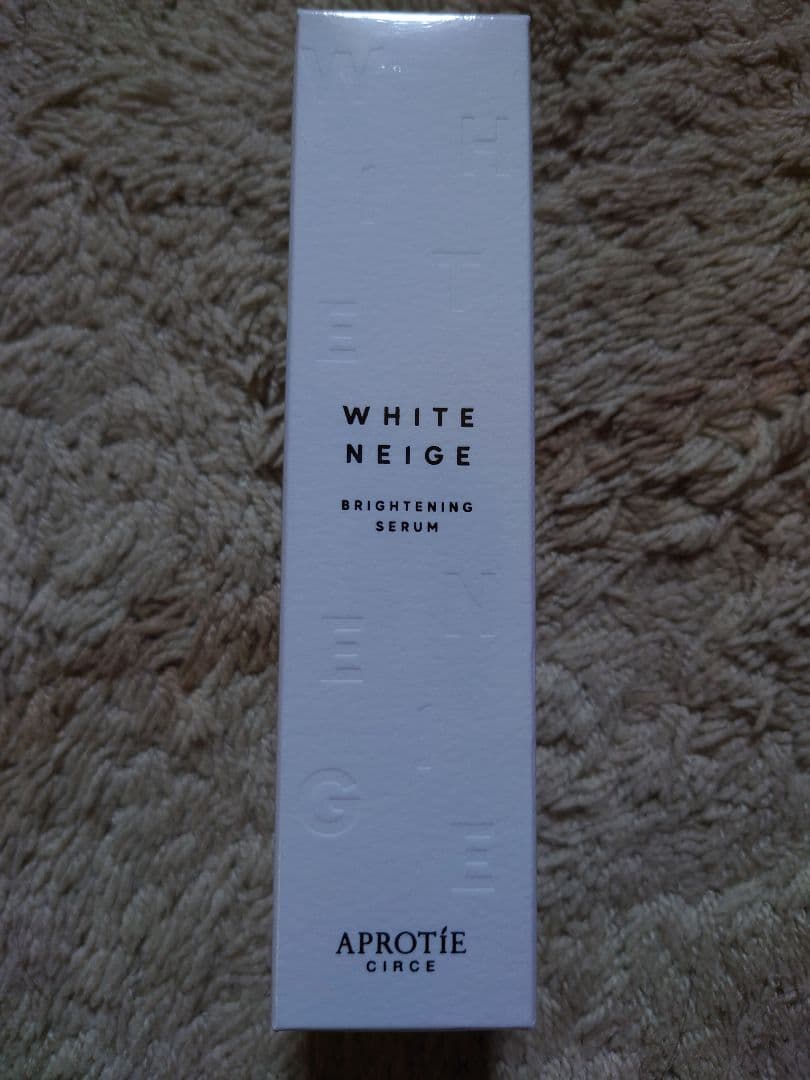 W
H
I
T
E
WHITE
NEIGE
BRIGHTENING
SERUM
N
E
I
G
E
APROTíE
CIRCE